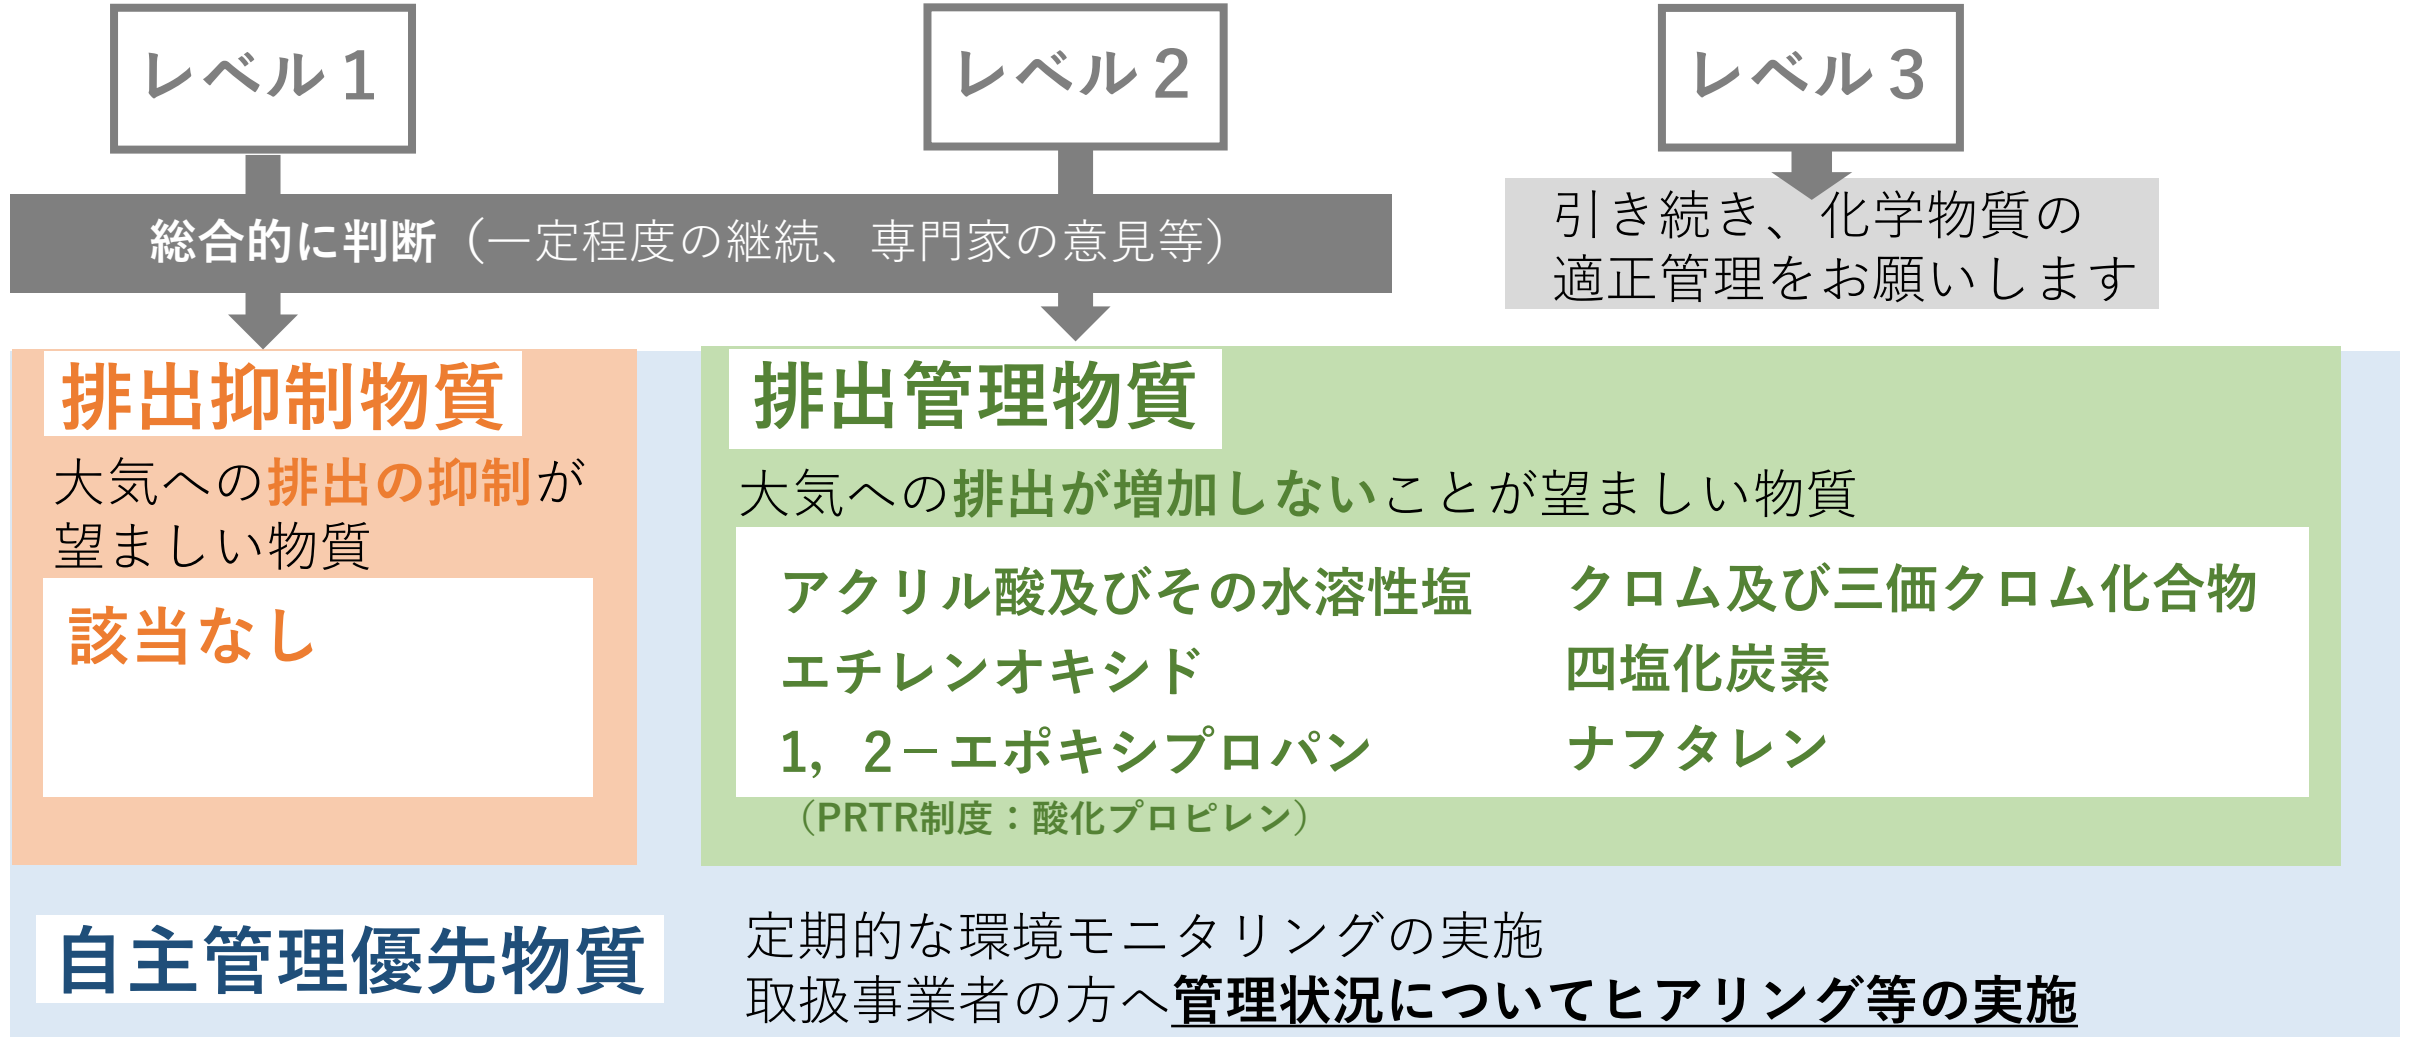 レベル１
レベル２
レベル３
総合的に判断（一定程度の継続、専門家の意見等）
引き続き、化学物質の
適正管理をお願いします
排出抑制物質
大気への排出の抑制が
望ましい物質
該当なし
排出管理物質
大気への排出が増加しないことが望ましい物質
アクリル酸及びその水溶性塩
エチレンオキシド
1，2－エポキシプロパン
（PRTR制度：酸化プロピレン）
クロム及び三価クロム化合物
四塩化炭素
ナフタレン
自主管理優先物質
定期的な環境モニタリングの実施
取扱事業者の方へ管理状況についてヒアリング等の実施